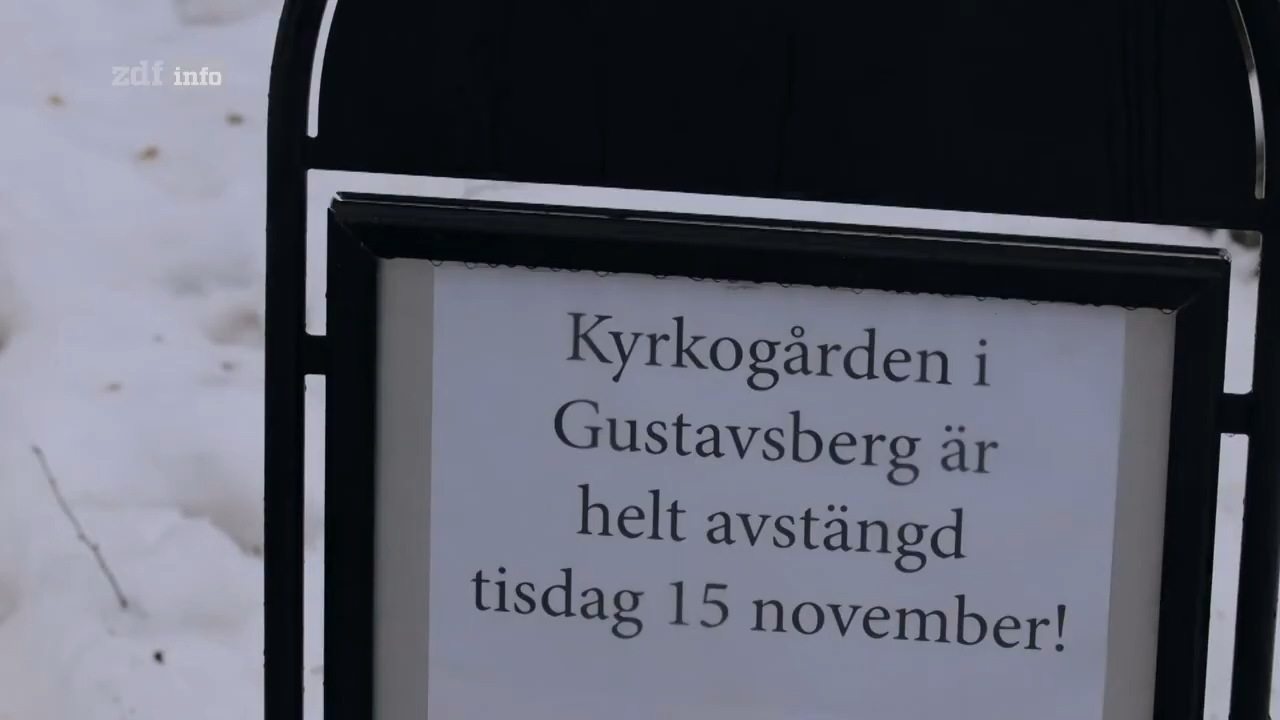 zdf info
Kyrkogården i
Gustavsberg är
helt avstängd
tisdag 15 november!